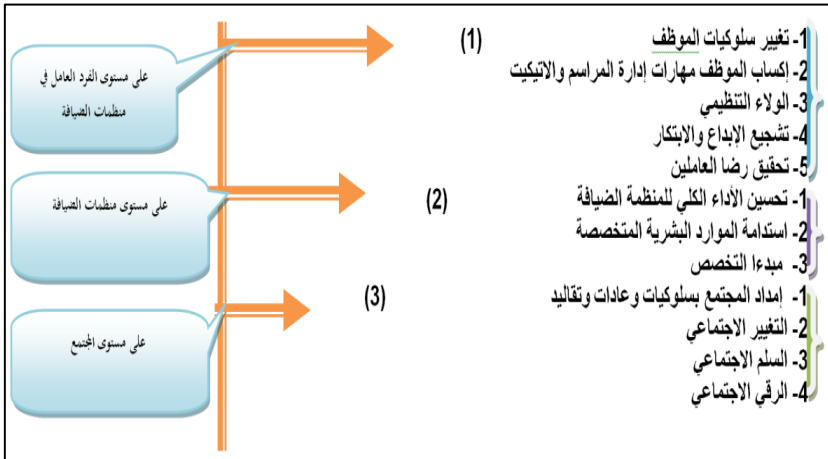 (1)
1- تغيير سلوكيات الموظف
2- إكساب الموظف مهارات إدارة المراسم والاتيكيت
3- الولاء التنظيمي
4- تشجيع الإبداع والابتكار
5- تحقيق رضا العاملين
على مستوى الفرد العامل في
منظمات الضيافة
(2)
1- تحسين الأداء الكلي للمنظمة الضيافة
2- استدامة الموارد البشرية المتخصصة
3- مبدءا التخصص
على مستوى منظمات الضيافة
(3)
1- إمداد المجتمع بسلوكيات وعادات وتقاليد
2- التغيير الاجتماعي
3- السلم الاجتماعي
4- الرقي الاجتماعي
على مستوى المجتمع